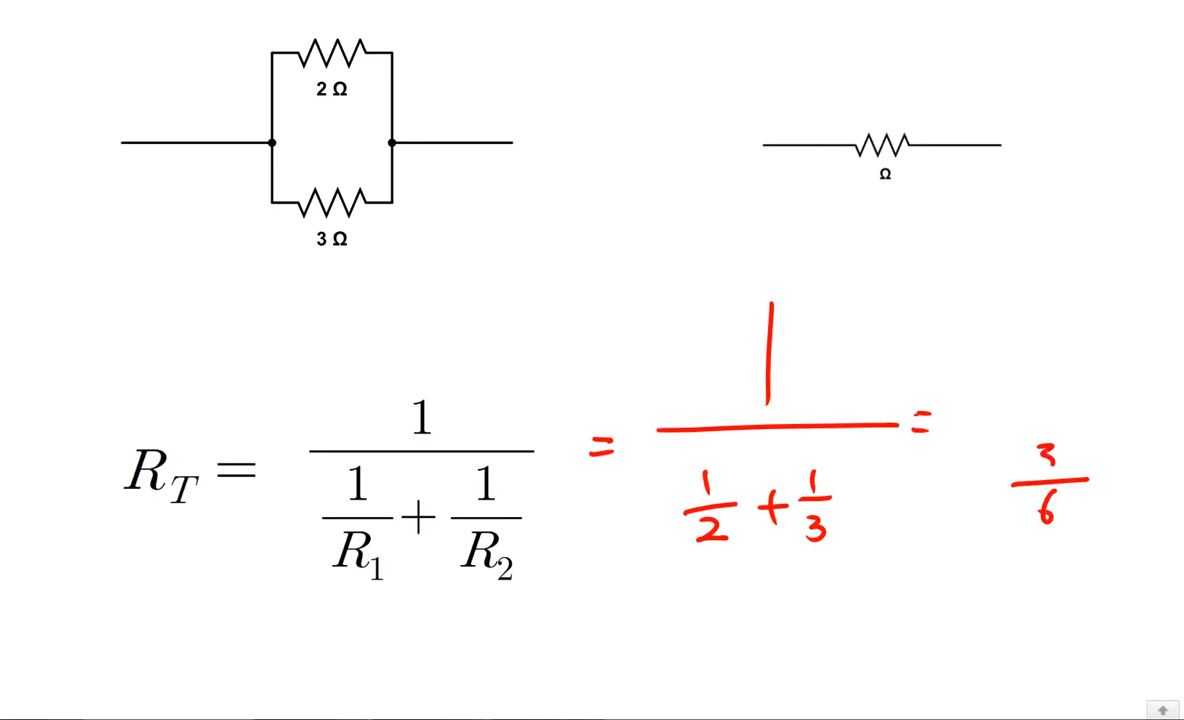 2 Ω
Ω
3 Ω
R_T = 1 / (1/R_1 + 1/R_2) = 1 / (1/2 + 1/3) = 3/6